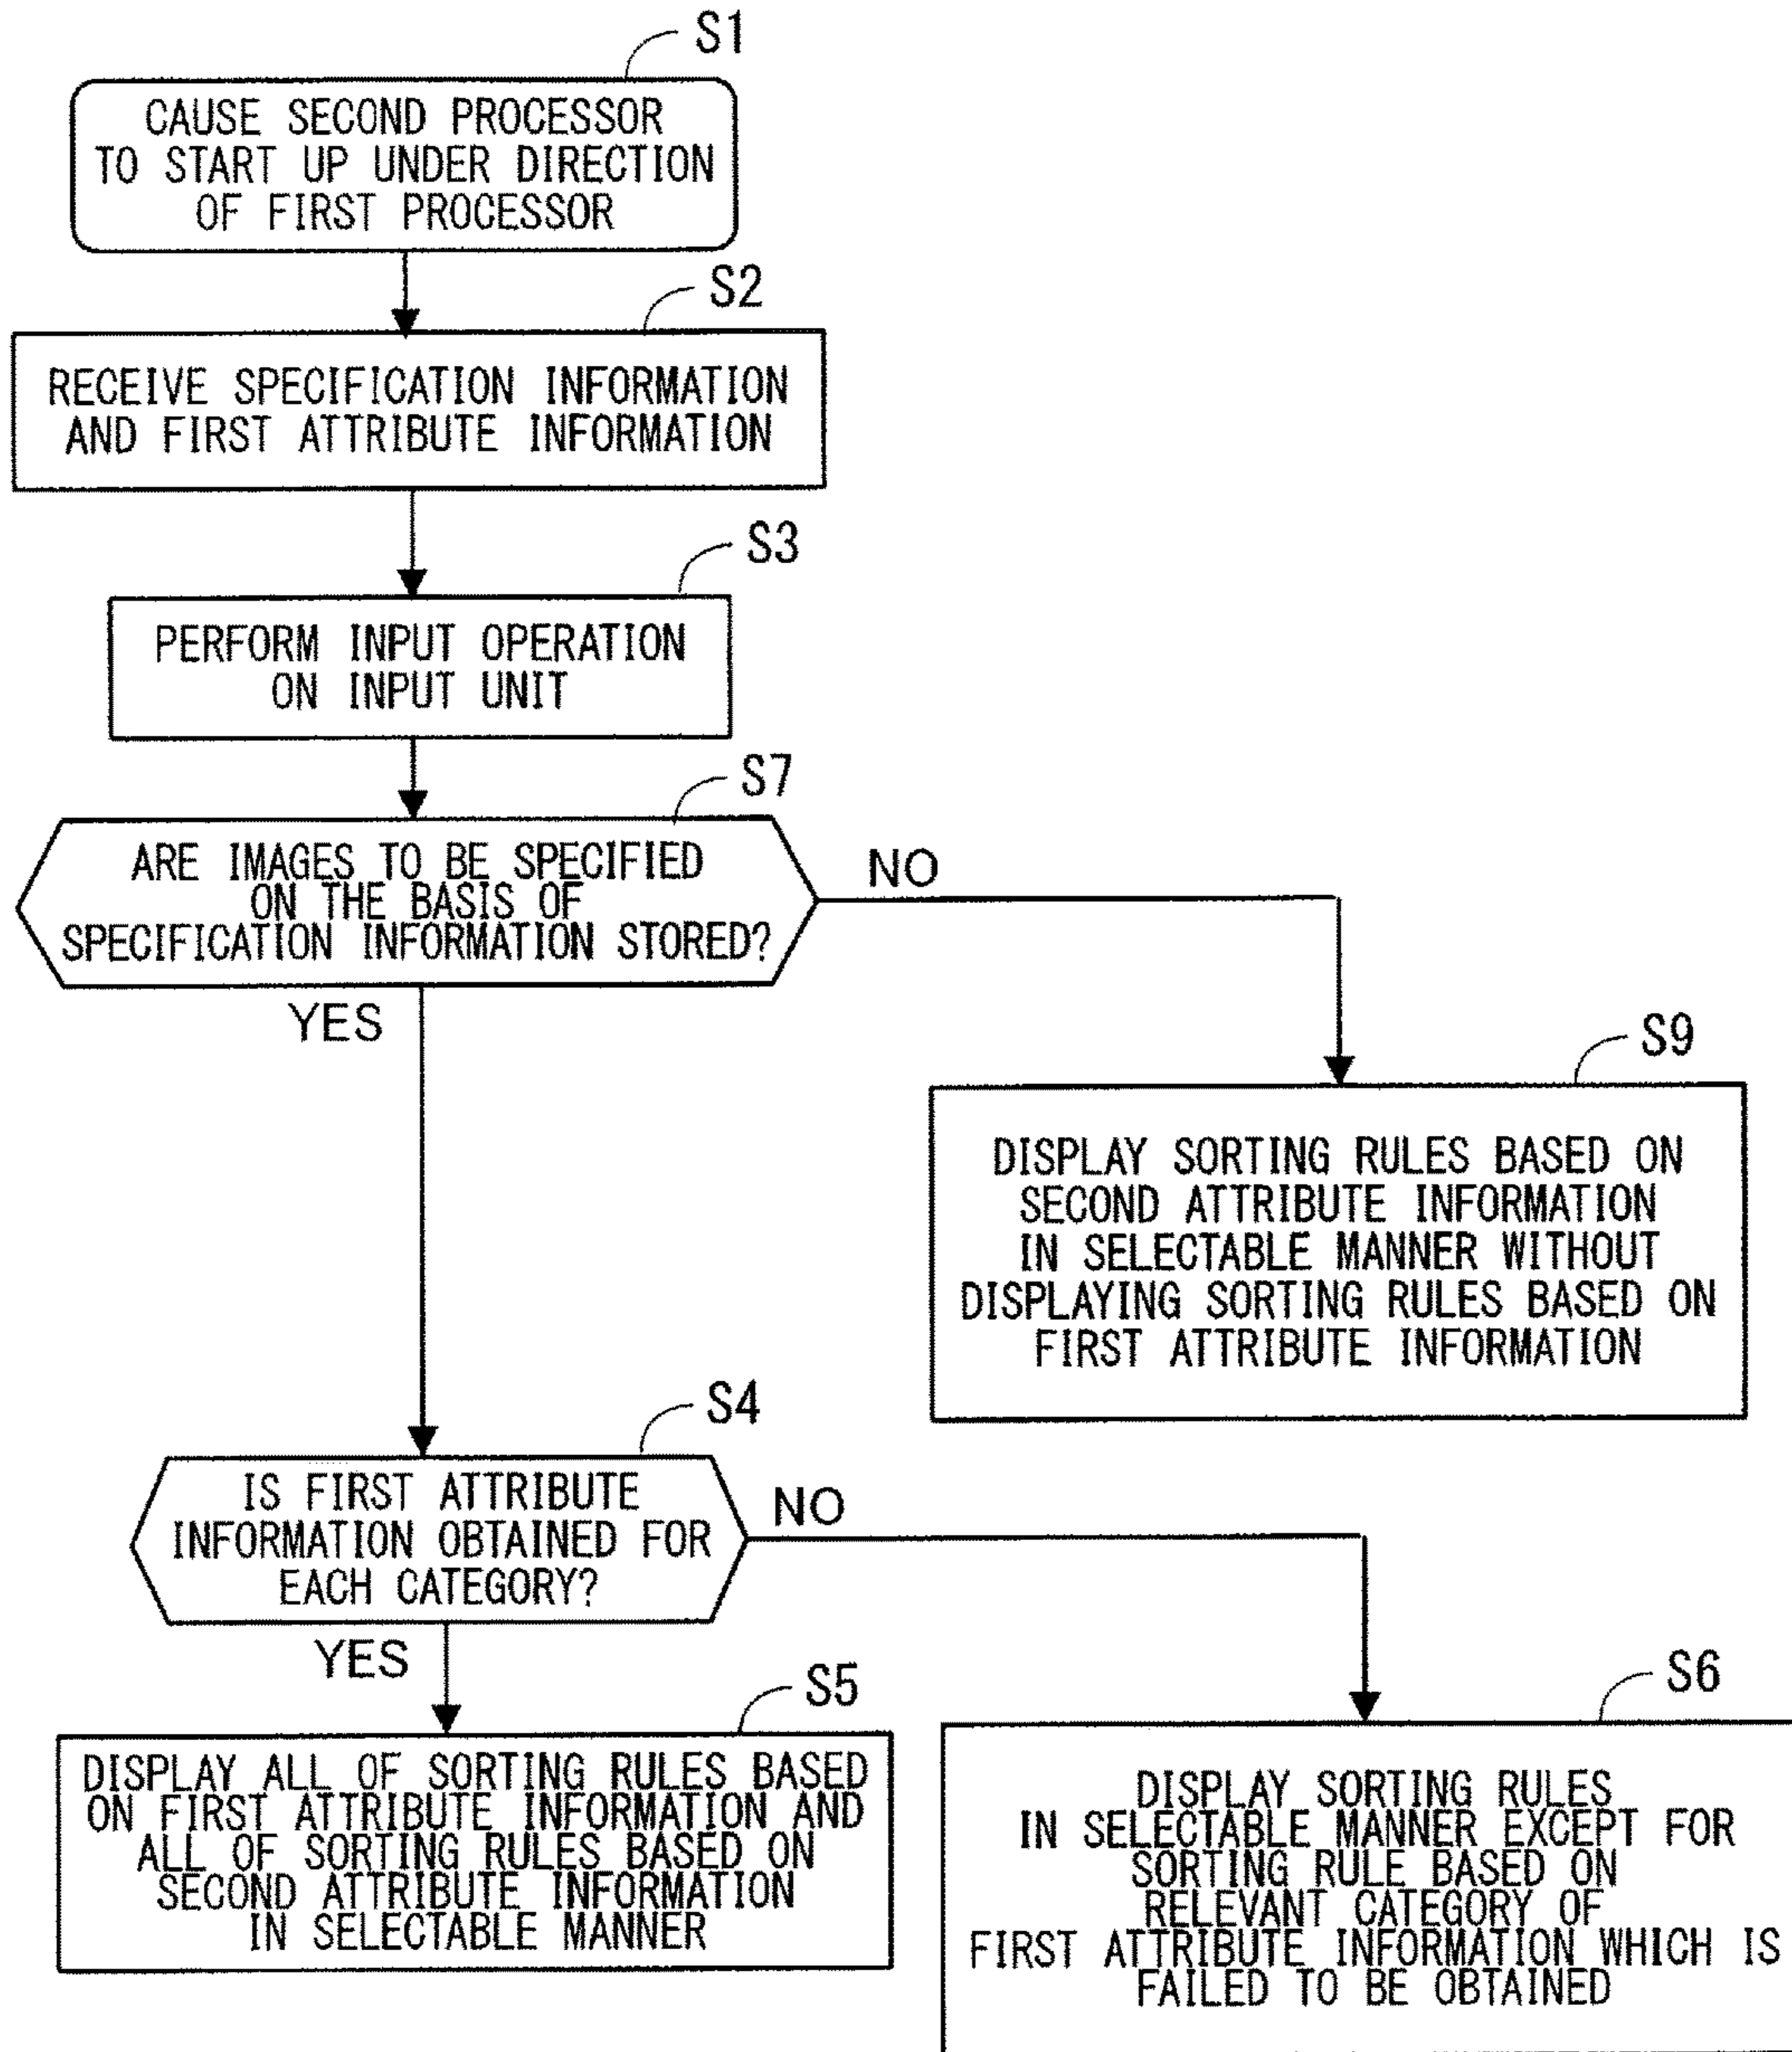 S1
CAUSE SECOND PROCESSOR
TO START UP UNDER DIRECTION
OF FIRST PROCESSOR
S2
RECEIVE SPECIFICATION INFORMATION
AND FIRST ATTRIBUTE INFORMATION
S3
PERFORM INPUT OPERATION
ON INPUT UNIT
S7
ARE IMAGES TO BE SPECIFIED
ON THE BASIS OF
SPECIFICATION INFORMATION STORED?
NO
YES
S9
DISPLAY SORTING RULES BASED ON
SECOND ATTRIBUTE INFORMATION
IN SELECTABLE MANNER WITHOUT
DISPLAYING SORTING RULES BASED ON
FIRST ATTRIBUTE INFORMATION
S4
IS FIRST ATTRIBUTE
INFORMATION OBTAINED FOR
EACH CATEGORY?
NO
YES
S5
DISPLAY ALL OF SORTING RULES BASED
ON FIRST ATTRIBUTE INFORMATION AND
ALL OF SORTING RULES BASED ON
SECOND ATTRIBUTE INFORMATION
IN SELECTABLE MANNER
S6
DISPLAY SORTING RULES
IN SELECTABLE MANNER EXCEPT FOR
SORTING RULE BASED ON
RELEVANT CATEGORY OF
FIRST ATTRIBUTE INFORMATION WHICH IS
FAILED TO BE OBTAINED